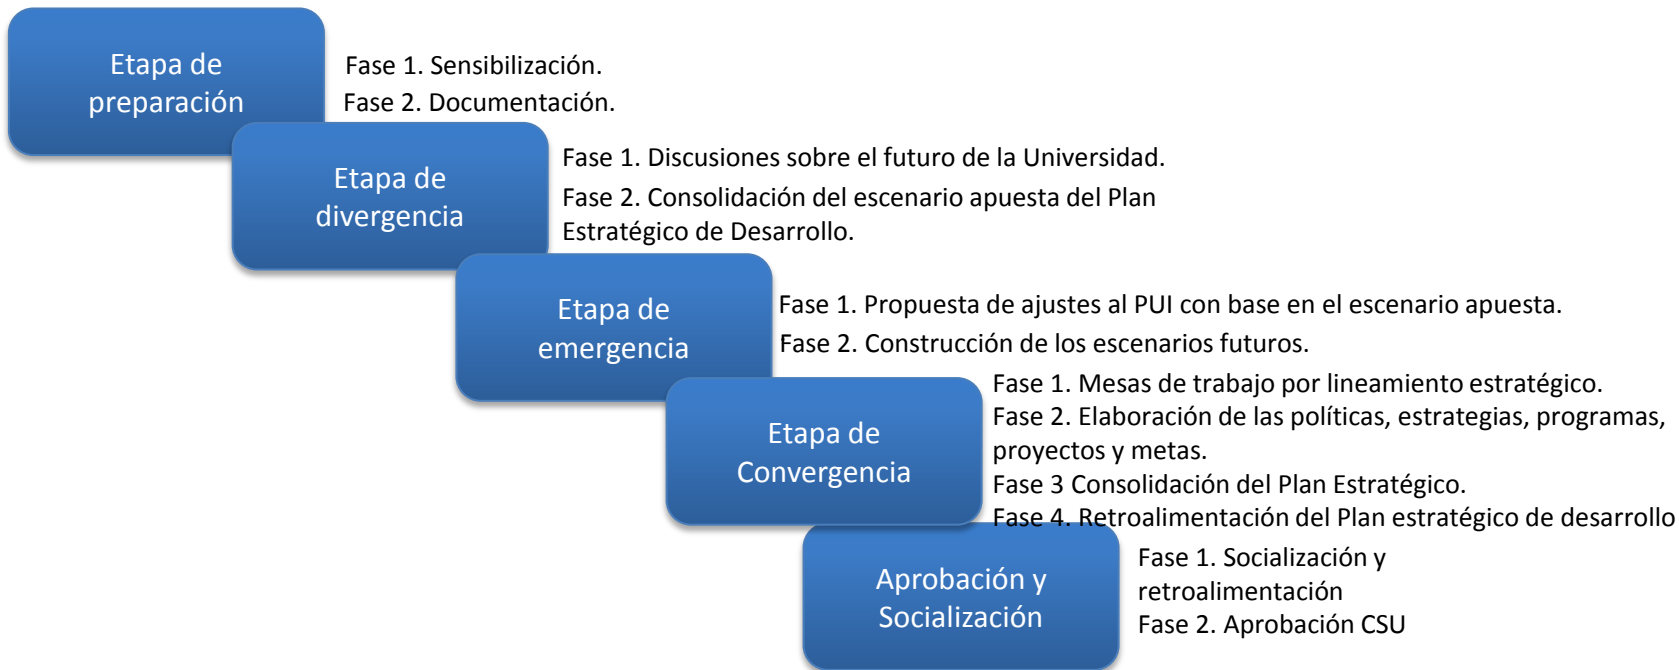 Etapa de
preparación
Fase 1. Sensibilización.
Fase 2. Documentación.
Etapa de
divergencia
Fase 1. Discusiones sobre el futuro de la Universidad.
Fase 2. Consolidación del escenario apuesta del Plan
Estratégico de Desarrollo.
Etapa de
emergencia
Fase 1. Propuesta de ajustes al PUI con base en el escenario apuesta.
Fase 2. Construcción de los escenarios futuros.
Etapa de
Convergencia
Fase 1. Mesas de trabajo por lineamiento estratégico.
Fase 2. Elaboración de las políticas, estrategias, programas,
proyectos y metas.
Fase 3 Consolidación del Plan Estratégico.
Fase 4. Retroalimentación del Plan estratégico de desarrollo
Aprobación y
Socialización
Fase 1. Socialización y
retroalimentación
Fase 2. Aprobación CSU